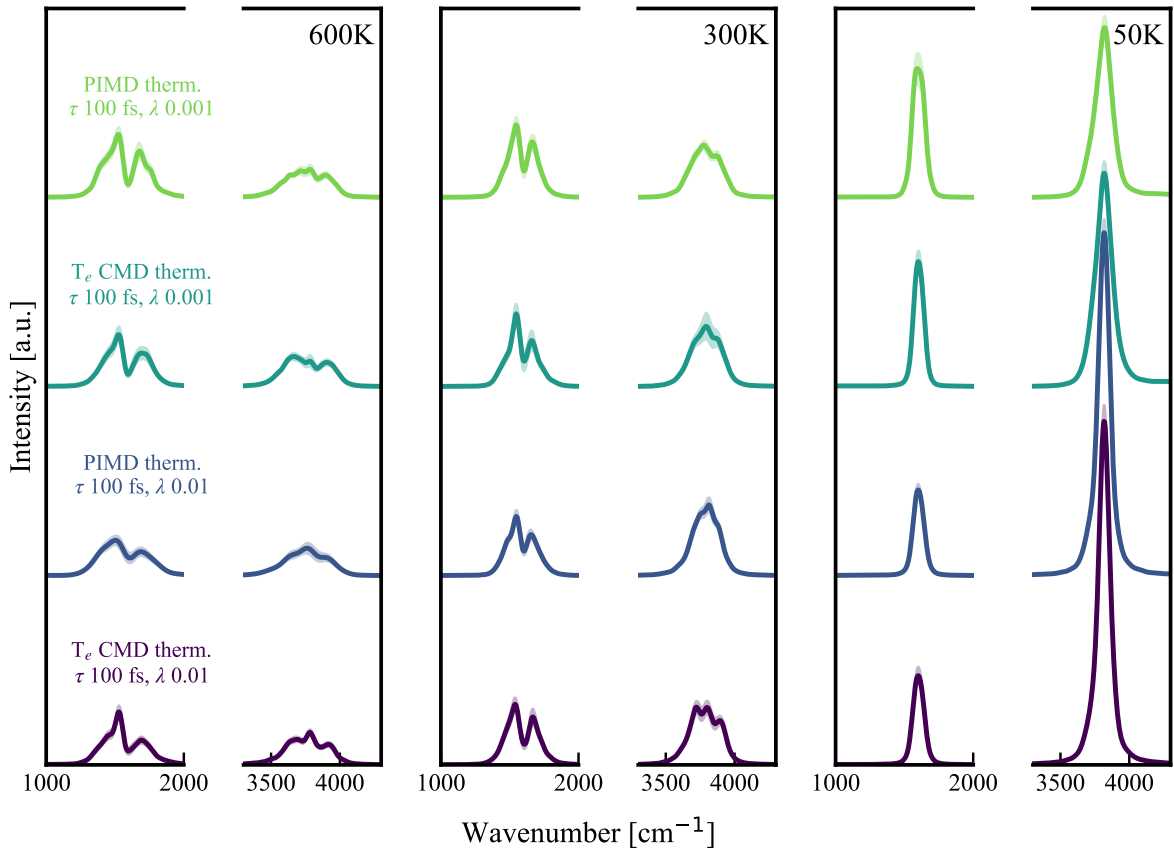 600K
300K
50K
PIMD therm.
τ 100 fs, λ 0.001
Tₑ CMD therm.
τ 100 fs, λ 0.001
Intensity [a.u.]
PIMD therm.
τ 100 fs, λ 0.01
Tₑ CMD therm.
τ 100 fs, λ 0.01
1000 2000 3500 4000 1000 2000 3500 4000 1000 2000 3500 4000
Wavenumber [cm⁻¹]